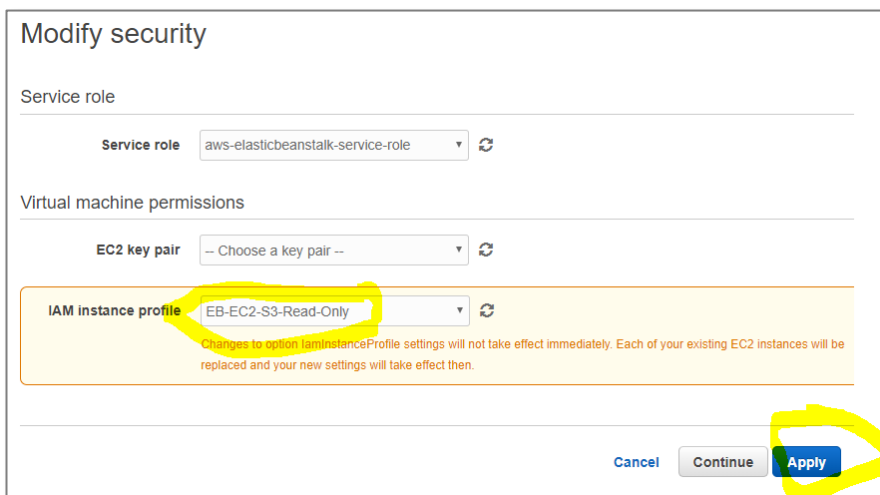 Modify security
Service role
Service role aws-elasticbeanstalk-service-role
Virtual machine permissions
EC2 key pair -- Choose a key pair --
IAM instance profile EB-EC2-S3-Read-Only
Changes to option IamInstanceProfile settings will not take effect immediately. Each of your existing EC2 instances will be
replaced and your new settings will take effect then.
Cancel Continue Apply